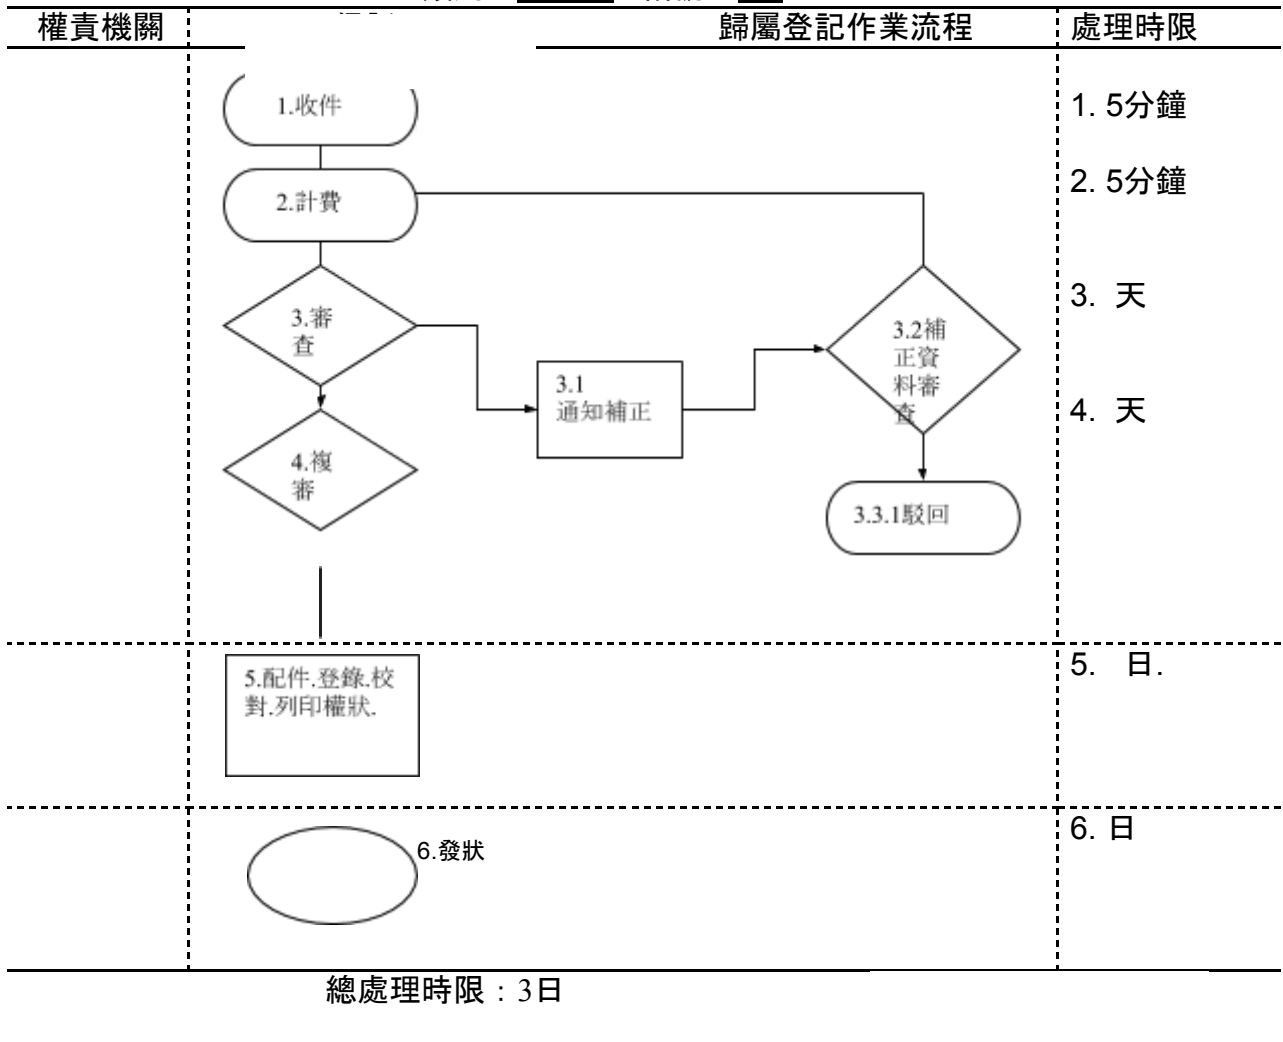 權責機關
歸屬登記作業流程
處理時限
1.收件
1. 5分鐘
2.計費
2. 5分鐘
3.審
查
3. 天
3.1
通知補正
3.2補
正資
料審
查
4.複
審
4. 天
3.3.1駁回
5.配件.登錄.校
對.列印權狀.
5. 日.
6.發狀
6. 日
總處理時限：3日